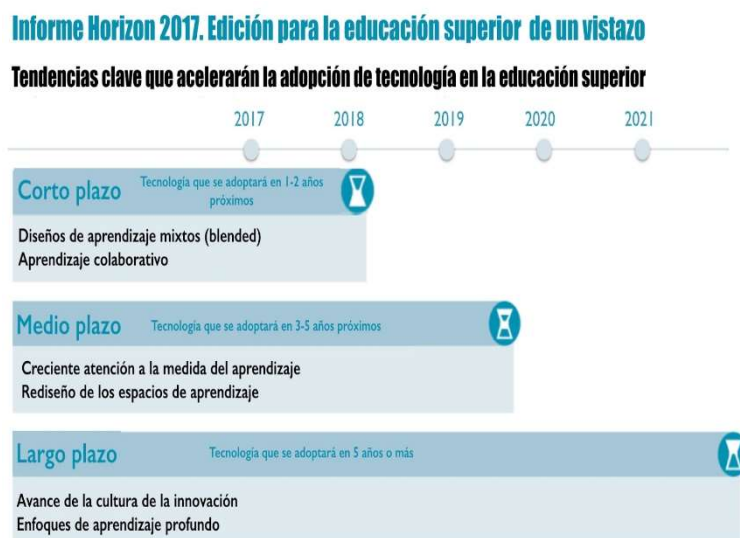 Informe Horizon 2017. Edición para la educación superior de un vistazo
Tendencias clave que acelerarán la adopción de tecnología en la educación superior
2017 2018 2019 2020 2021
Corto plazo
Tecnología que se adoptará en 1-2 años
próximos
Diseños de aprendizaje mixtos (blended)
Aprendizaje colaborativo
Medio plazo
Tecnología que se adoptará en 3-5 años próximos
Creciente atención a la medida del aprendizaje
Rediseño de los espacios de aprendizaje
Largo plazo
Tecnología que se adoptará en 5 años o más
Avance de la cultura de la innovación
Enfoques de aprendizaje profundo